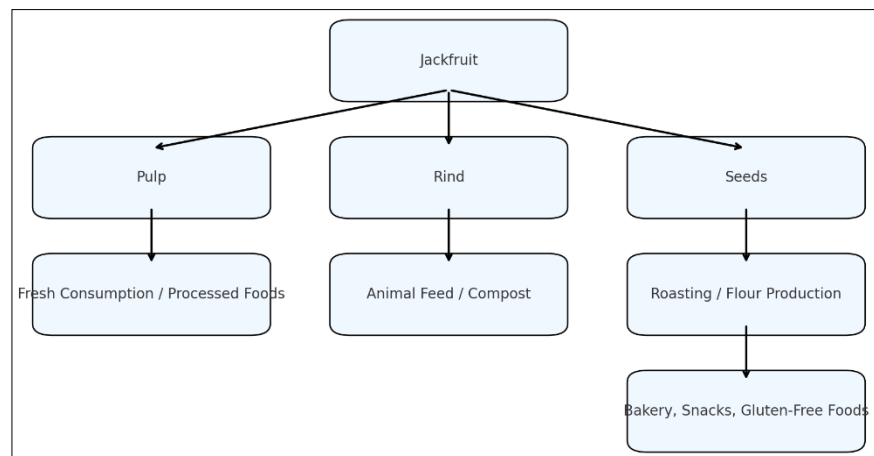 Jackfruit
Pulp
Rind
Seeds
Fresh Consumption / Processed Foods
Animal Feed / Compost
Roasting / Flour Production
Bakery, Snacks, Gluten-Free Foods